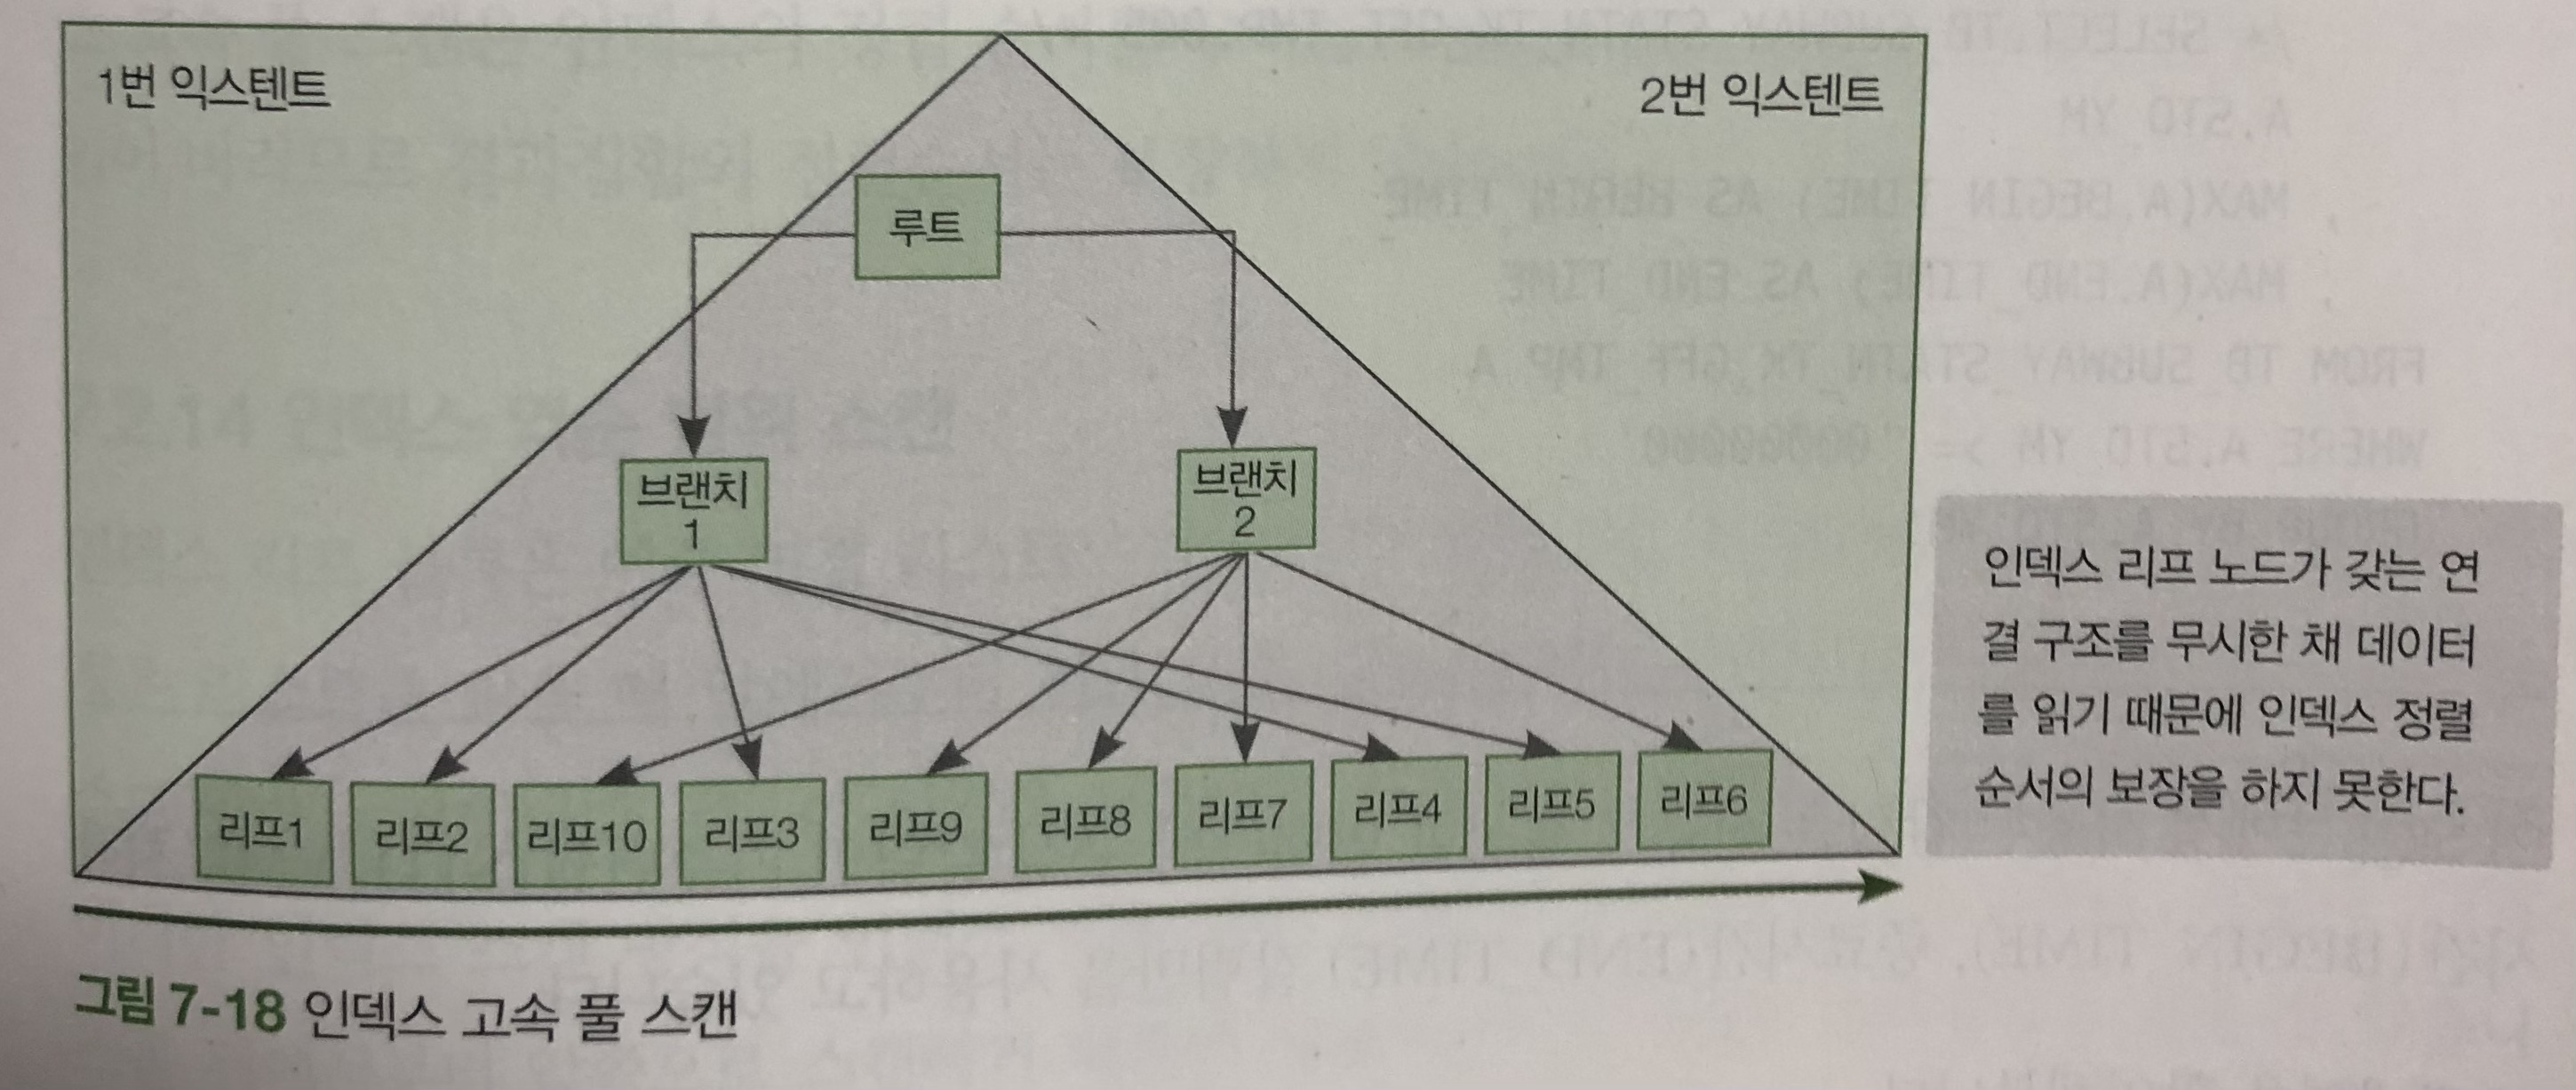 1번 익스텐트
2번 익스텐트
루트
브랜치
1
브랜치
2
리프1
리프2
리프10
리프3
리프9
리프8
리프7
리프4
리프5
리프6
인덱스 리프 노드가 갖는 연
결 구조를 무시한 채 데이터
를 읽기 때문에 인덱스 정렬
순서의 보장을 하지 못한다.
그림 7-18 인덱스 고속 풀 스캔